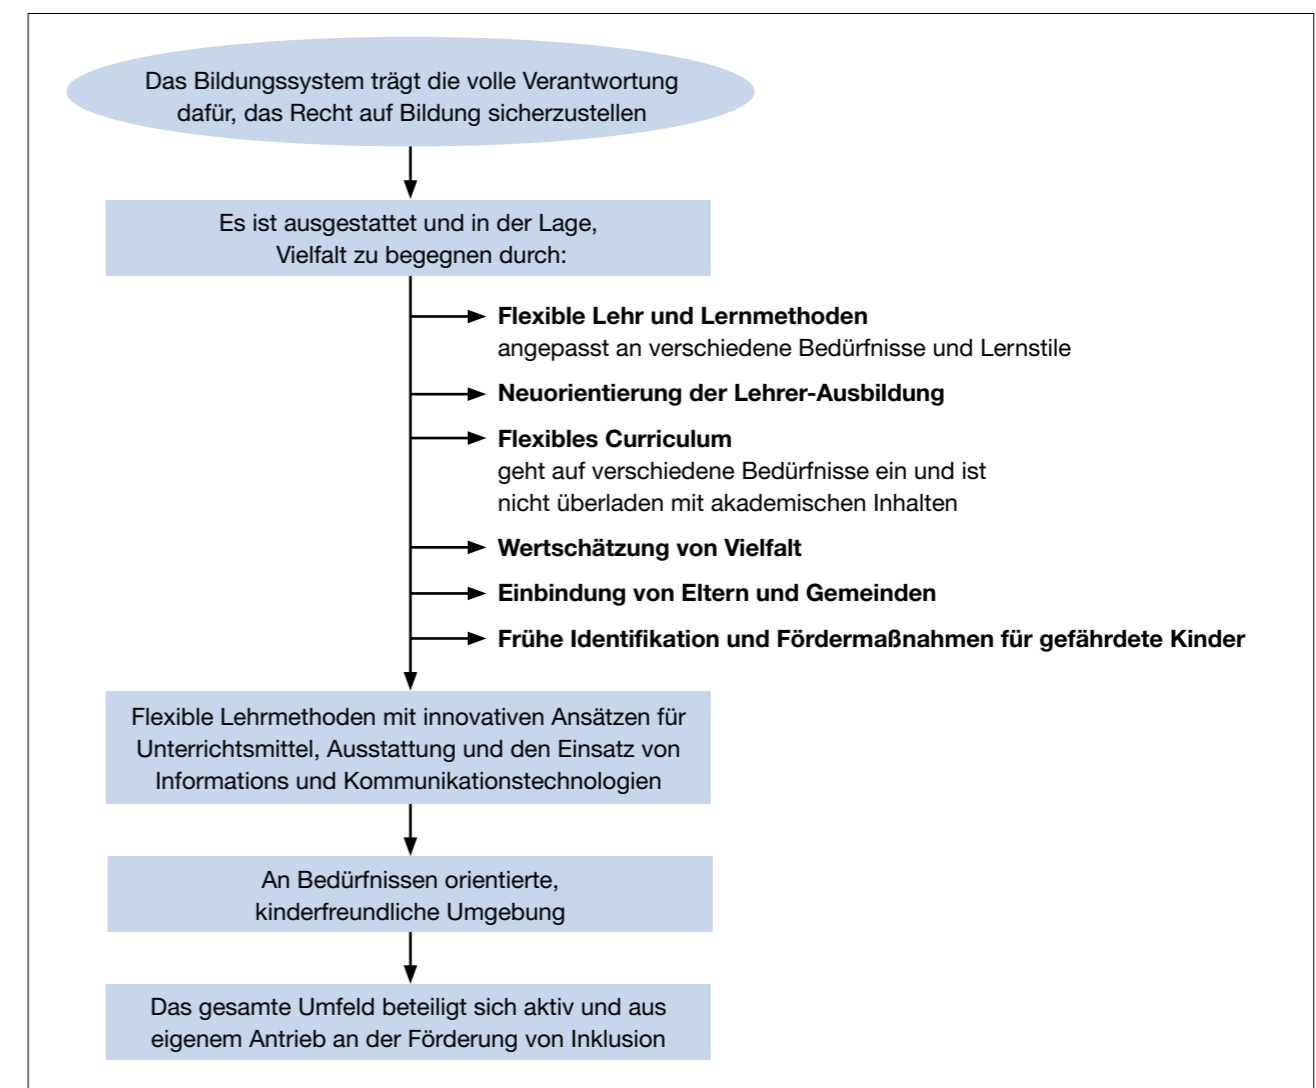 Das Bildungssystem trägt die volle Verantwortung
dafür, das Recht auf Bildung sicherzustellen
Es ist ausgestattet und in der Lage,
Vielfalt zu begegnen durch:
Flexible Lehr und Lernmethoden
angepasst an verschiedene Bedürfnisse und Lernstile
Neuorientierung der Lehrer-Ausbildung
Flexibles Curriculum
geht auf verschiedene Bedürfnisse ein und ist
nicht überladen mit akademischen Inhalten
Wertschätzung von Vielfalt
Einbindung von Eltern und Gemeinden
Frühe Identifikation und Fördermaßnahmen für gefährdete Kinder
Flexible Lehrmethoden mit innovativen Ansätzen für
Unterrichtsmittel, Ausstattung und den Einsatz von
Informations und Kommunikationstechnologien
An Bedürfnissen orientierte,
kinderfreundliche Umgebung
Das gesamte Umfeld beteiligt sich aktiv und aus
eigenem Antrieb an der Förderung von Inklusion